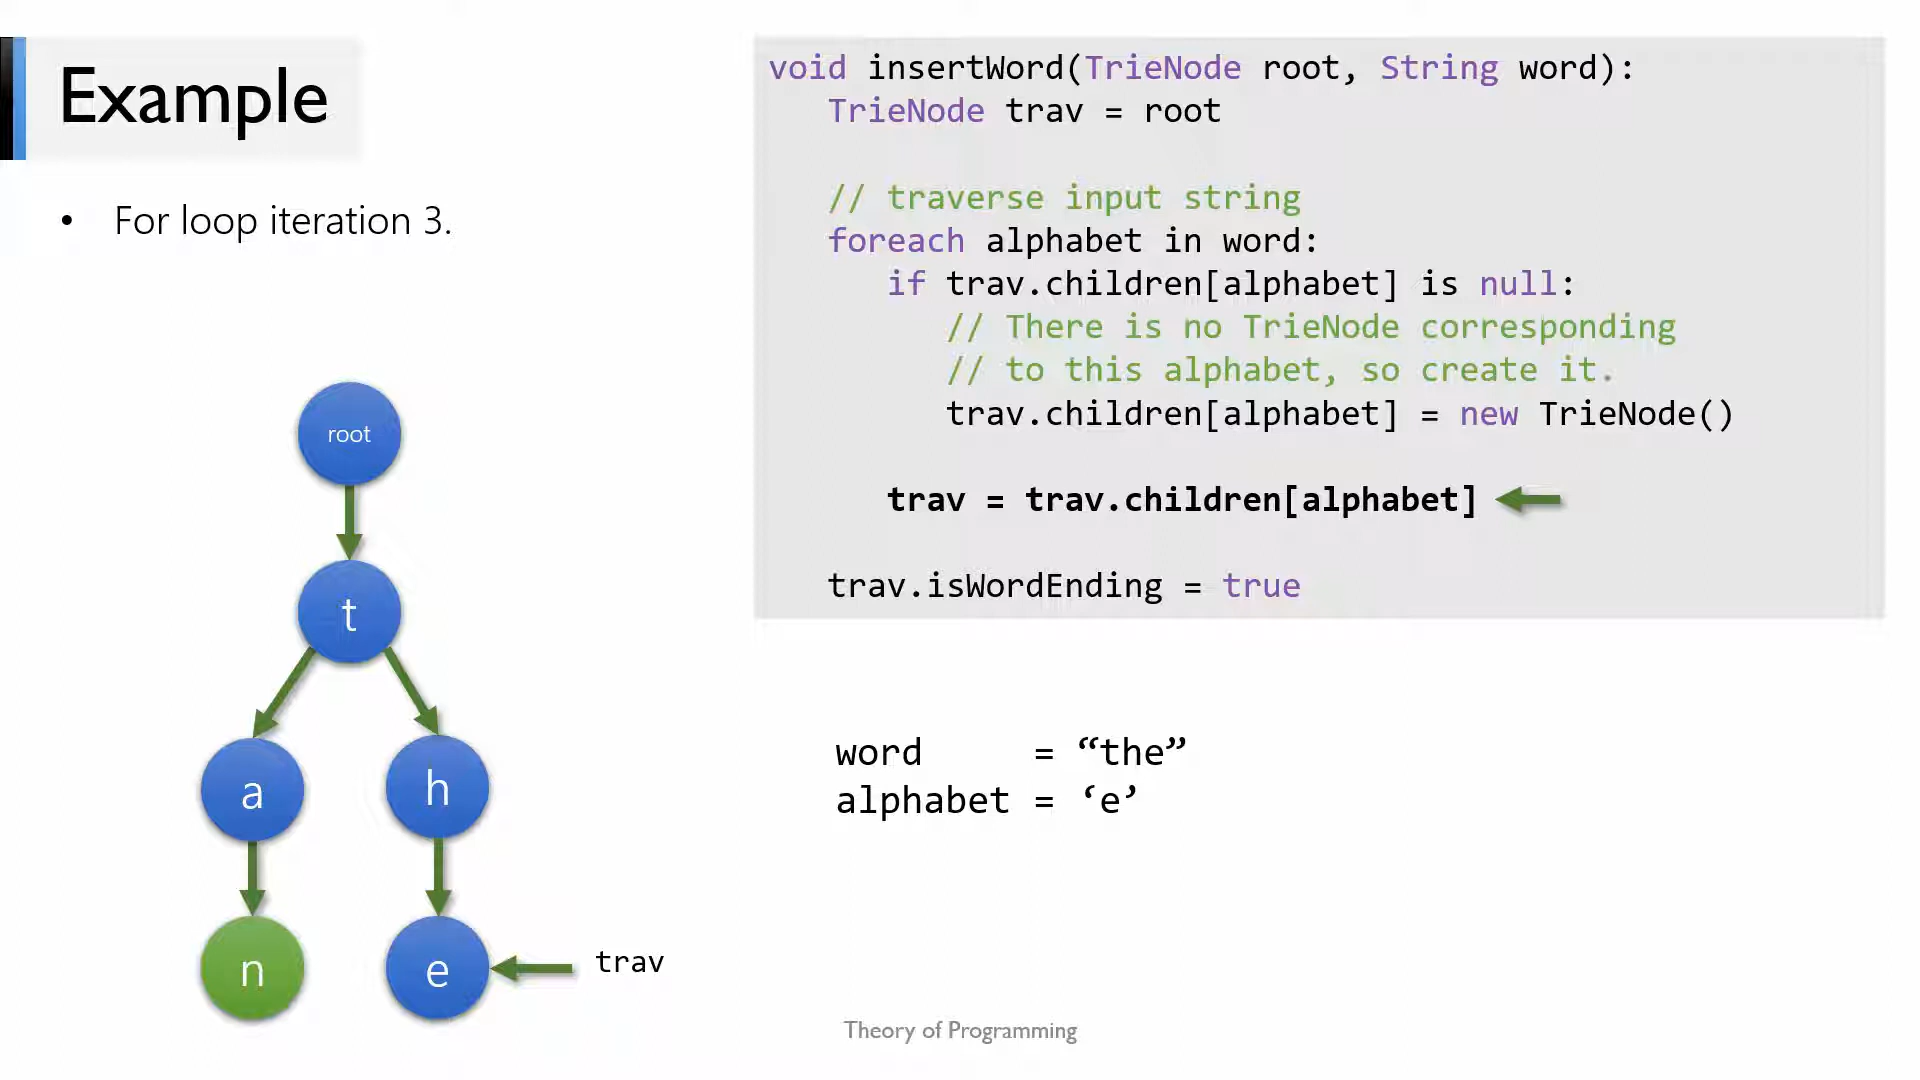 Example
• For loop iteration 3.
void insertWord(TrieNode root, String word):
TrieNode trav = root
// traverse input string
foreach alphabet in word:
if trav.children[alphabet] is null:
// There is no TrieNode corresponding
// to this alphabet, so create it.
trav.children[alphabet] = new TrieNode()
trav = trav.children[alphabet]
trav.isWordEnding = true
root
t
a
h
n
e
trav
word = “the”
alphabet = ‘e’
Theory of Programming